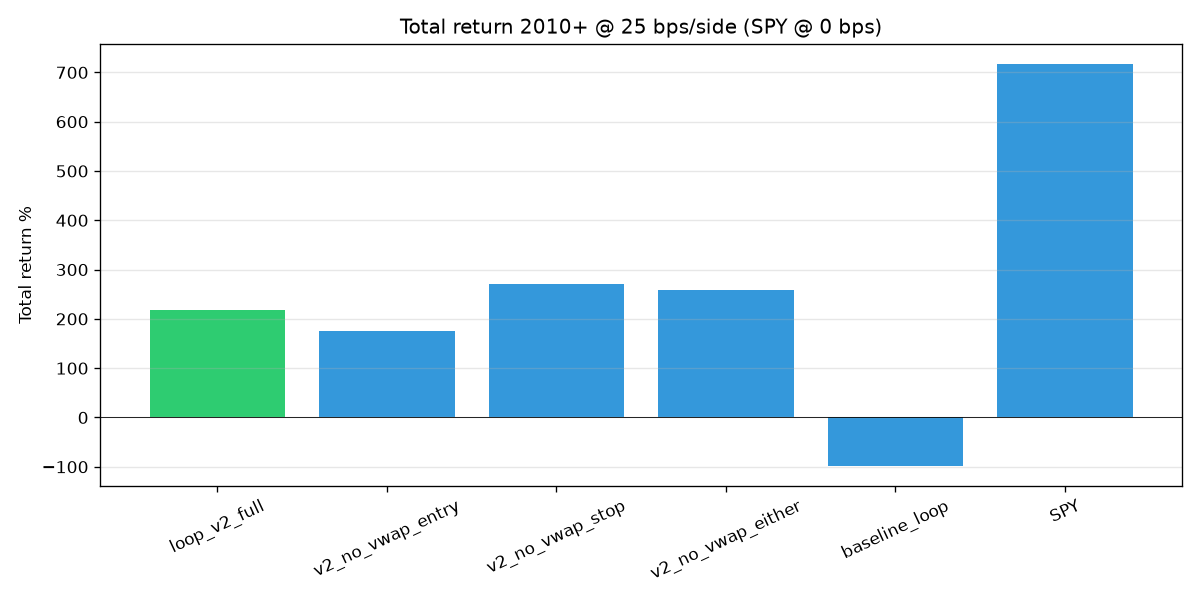 Total return 2010+ @ 25 bps/side (SPY @ 0 bps)
Total return %
700
600
500
400
300
200
100
0
−100
loop_v2_full
v2_no_vwap_entry
v2_no_vwap_stop
v2_no_vwap_either
baseline_loop
SPY